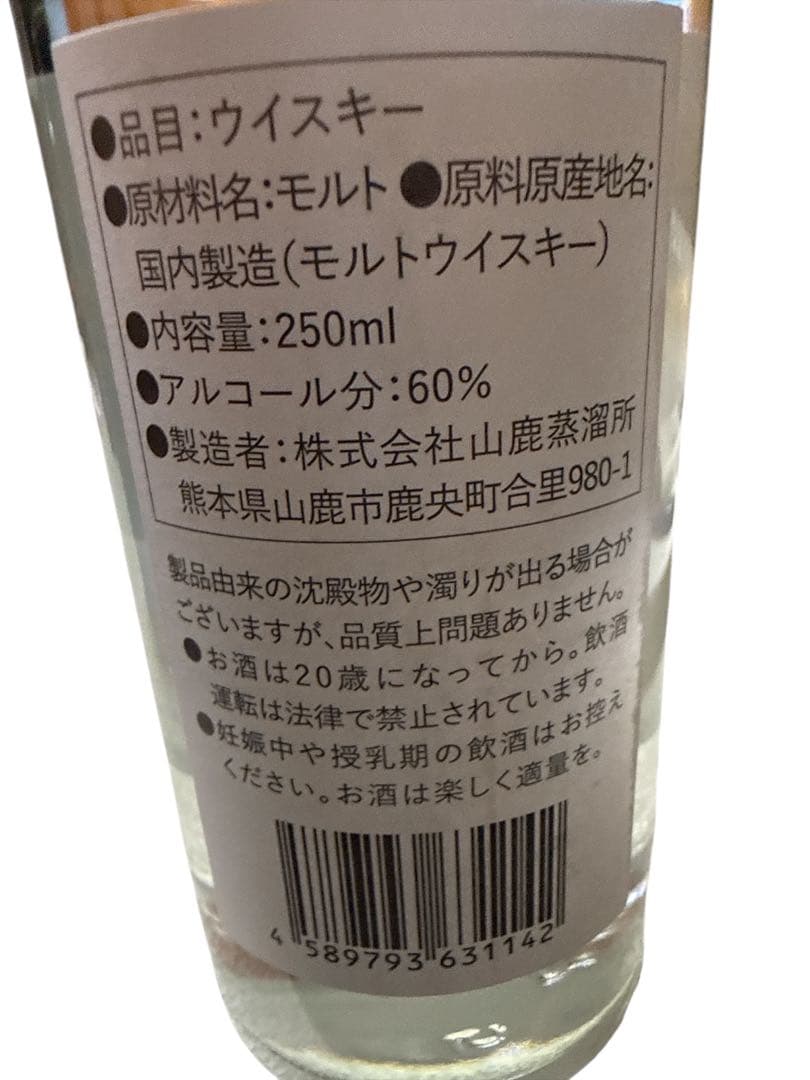 ●品目:ウイスキー
●原材料名:モルト ●原料原産地名:
国内製造(モルトウイスキー)
●内容量:250ml
●アルコール分:60%
●製造者:株式会社山鹿蒸溜所
熊本県山鹿市鹿央町合里980-1
製品由来の沈殿物や濁りが出る場合が
ございますが、品質上問題ありません。
●お酒は20歳になってから。飲酒
運転は法律で禁止されています。
●妊娠中や授乳期の飲酒はお控え
ください。お酒は楽しく適量を。
4 589793 631142